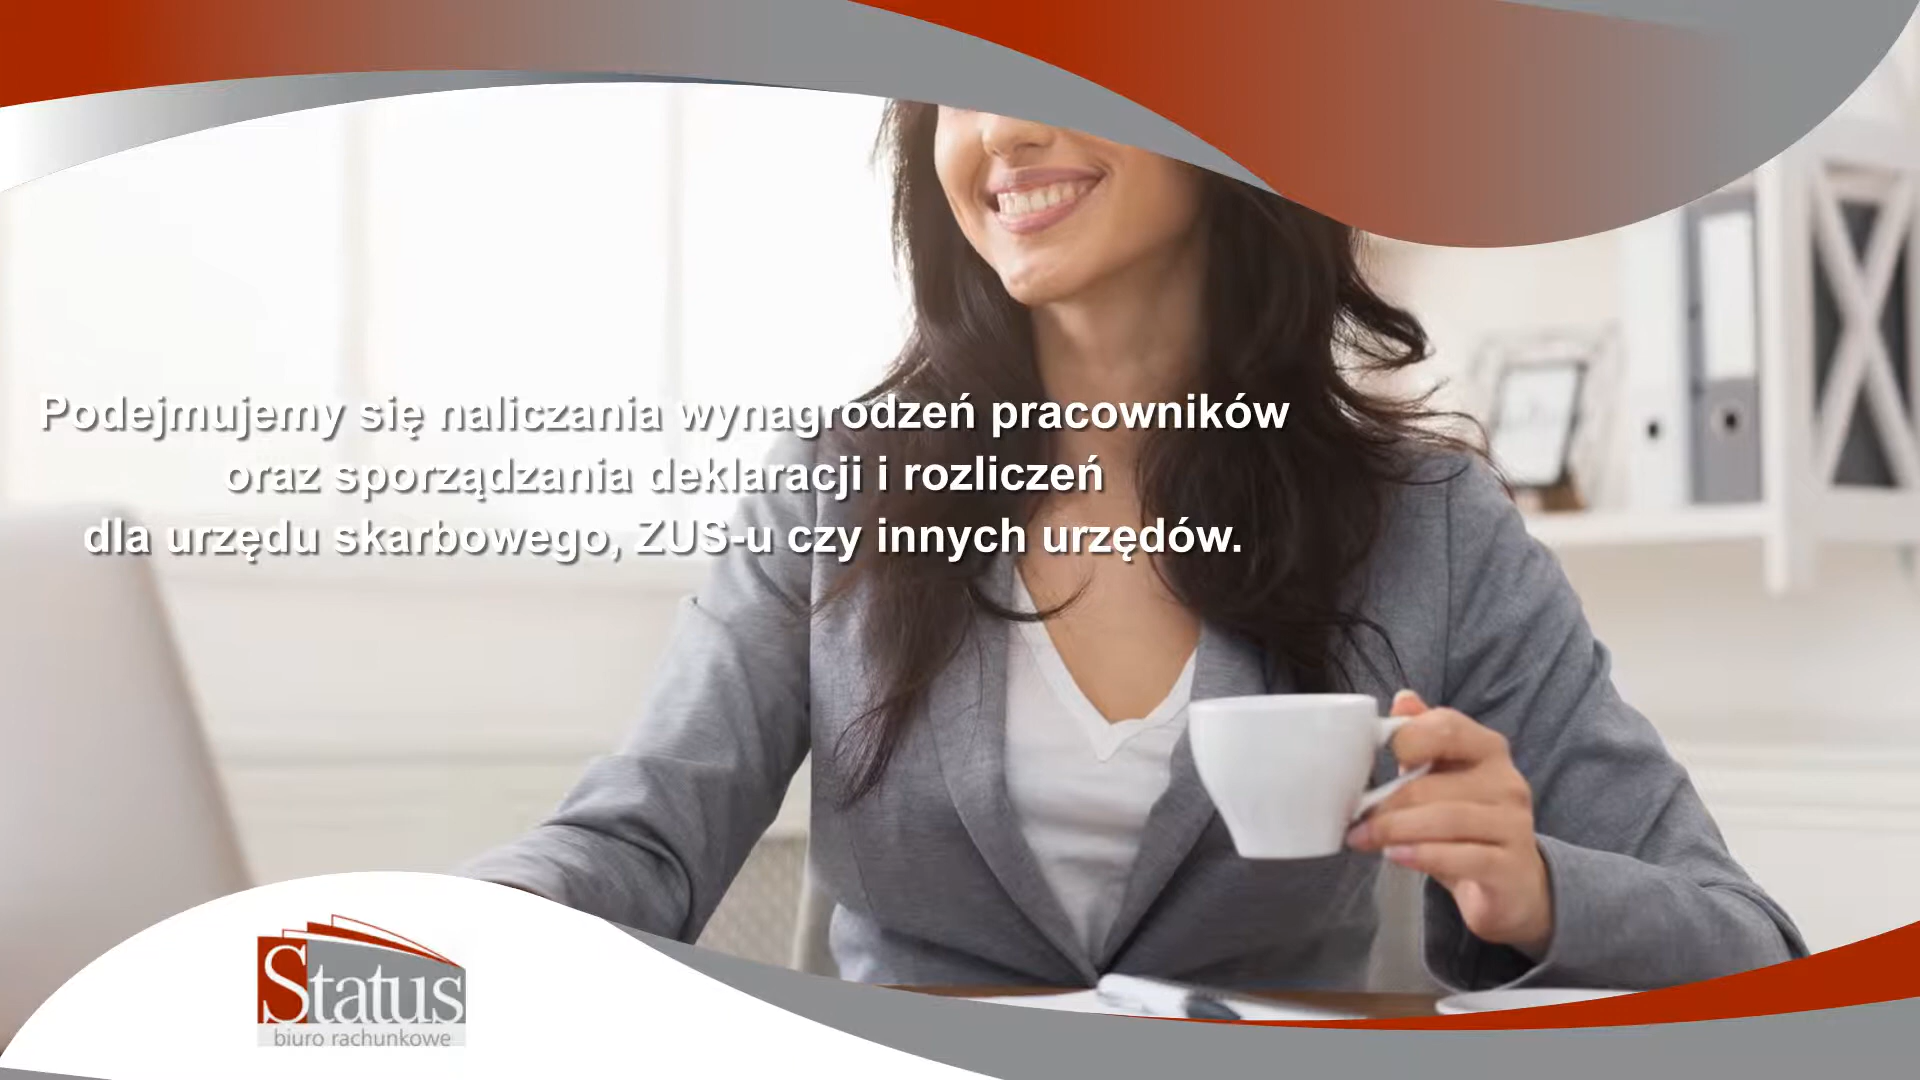 Podejmujemy się naliczania wynagrodzeń pracowników
oraz sporządzania deklaracji i rozliczeń
dla urzędu skarbowego, ZUS-u czy innych urzędów.
Status
biuro rachunkowe